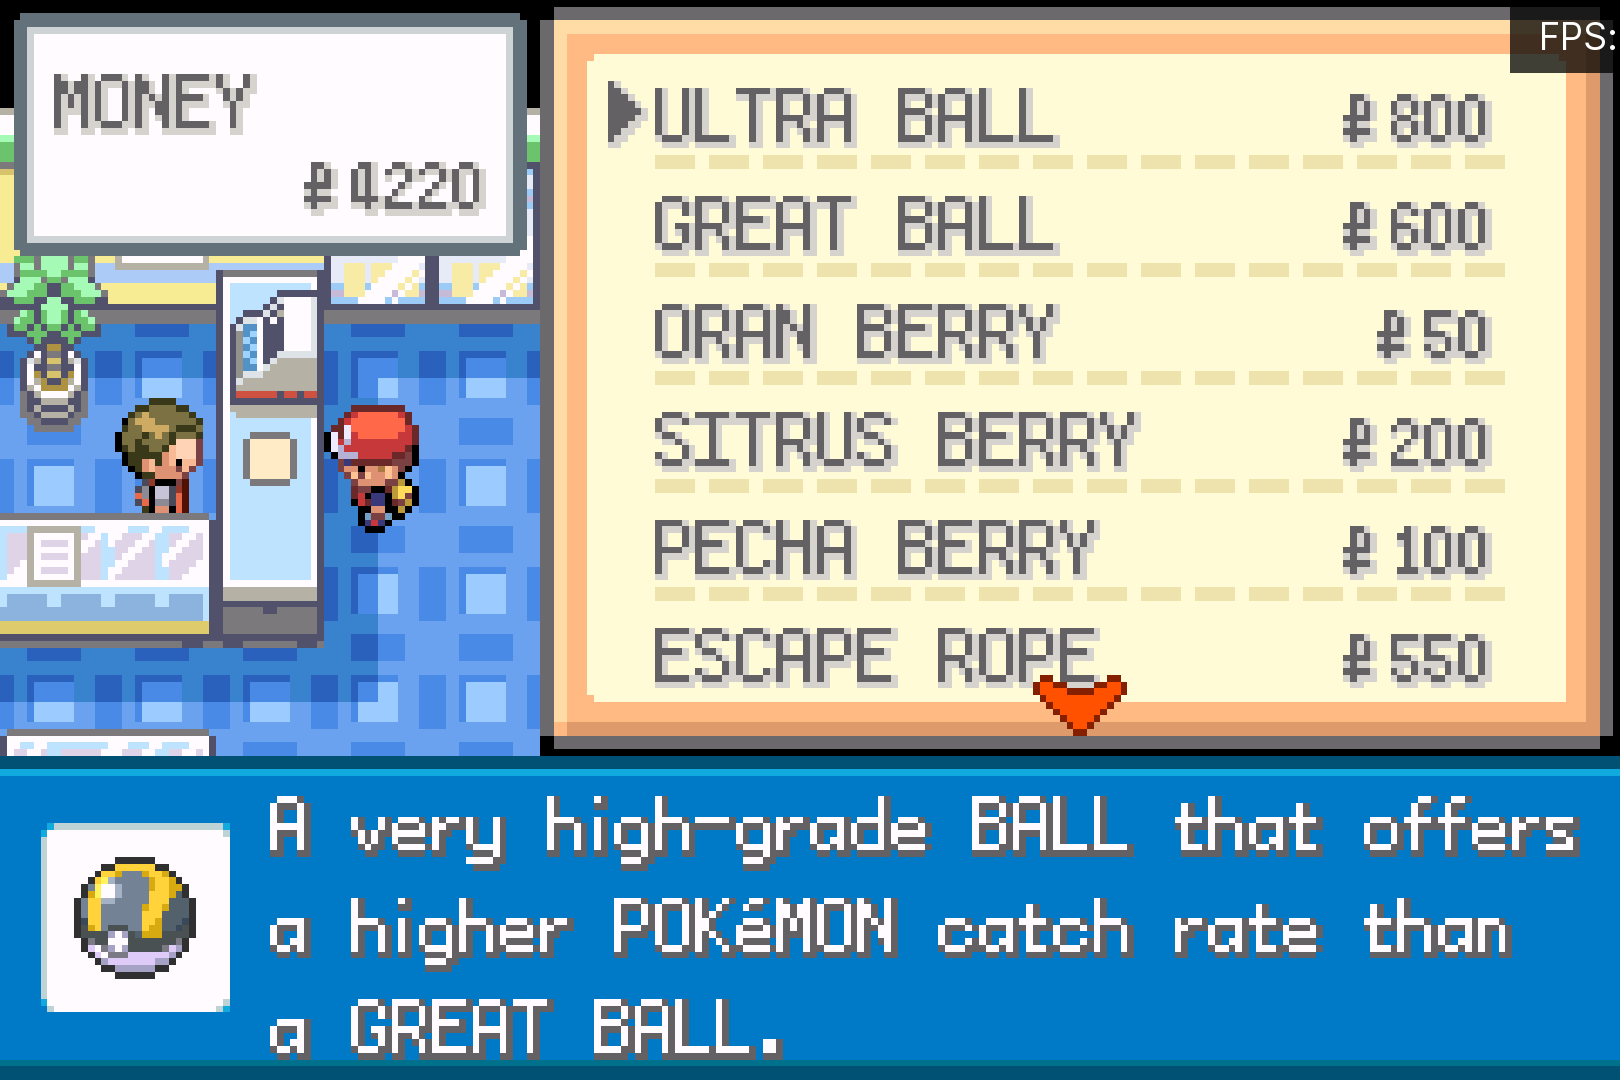 MONEY
₽4220
FPS:
ULTRA BALL ₽800
GREAT BALL ₽600
ORAN BERRY ₽50
SITRUS BERRY ₽200
PECHA BERRY ₽100
ESCAPE ROPE ₽550
A very high-grade BALL that offers
a higher POKéMON catch rate than
a GREAT BALL.